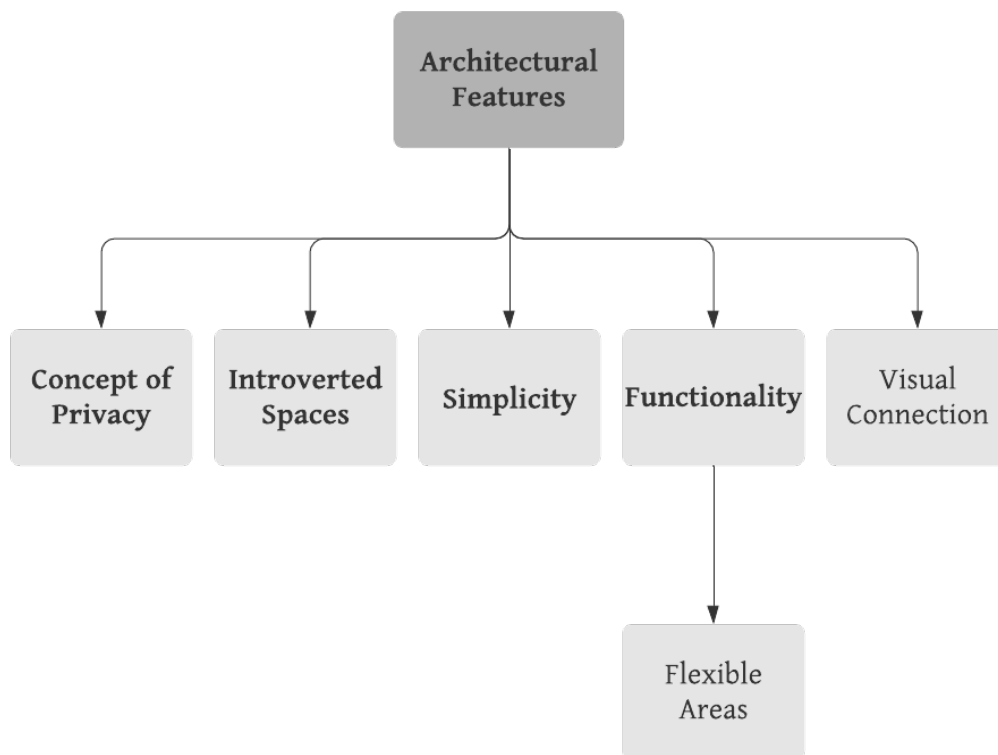 Architectural
Features
Concept of
Privacy
Introverted
Spaces
Simplicity
Functionality
Visual
Connection
Flexible
Areas